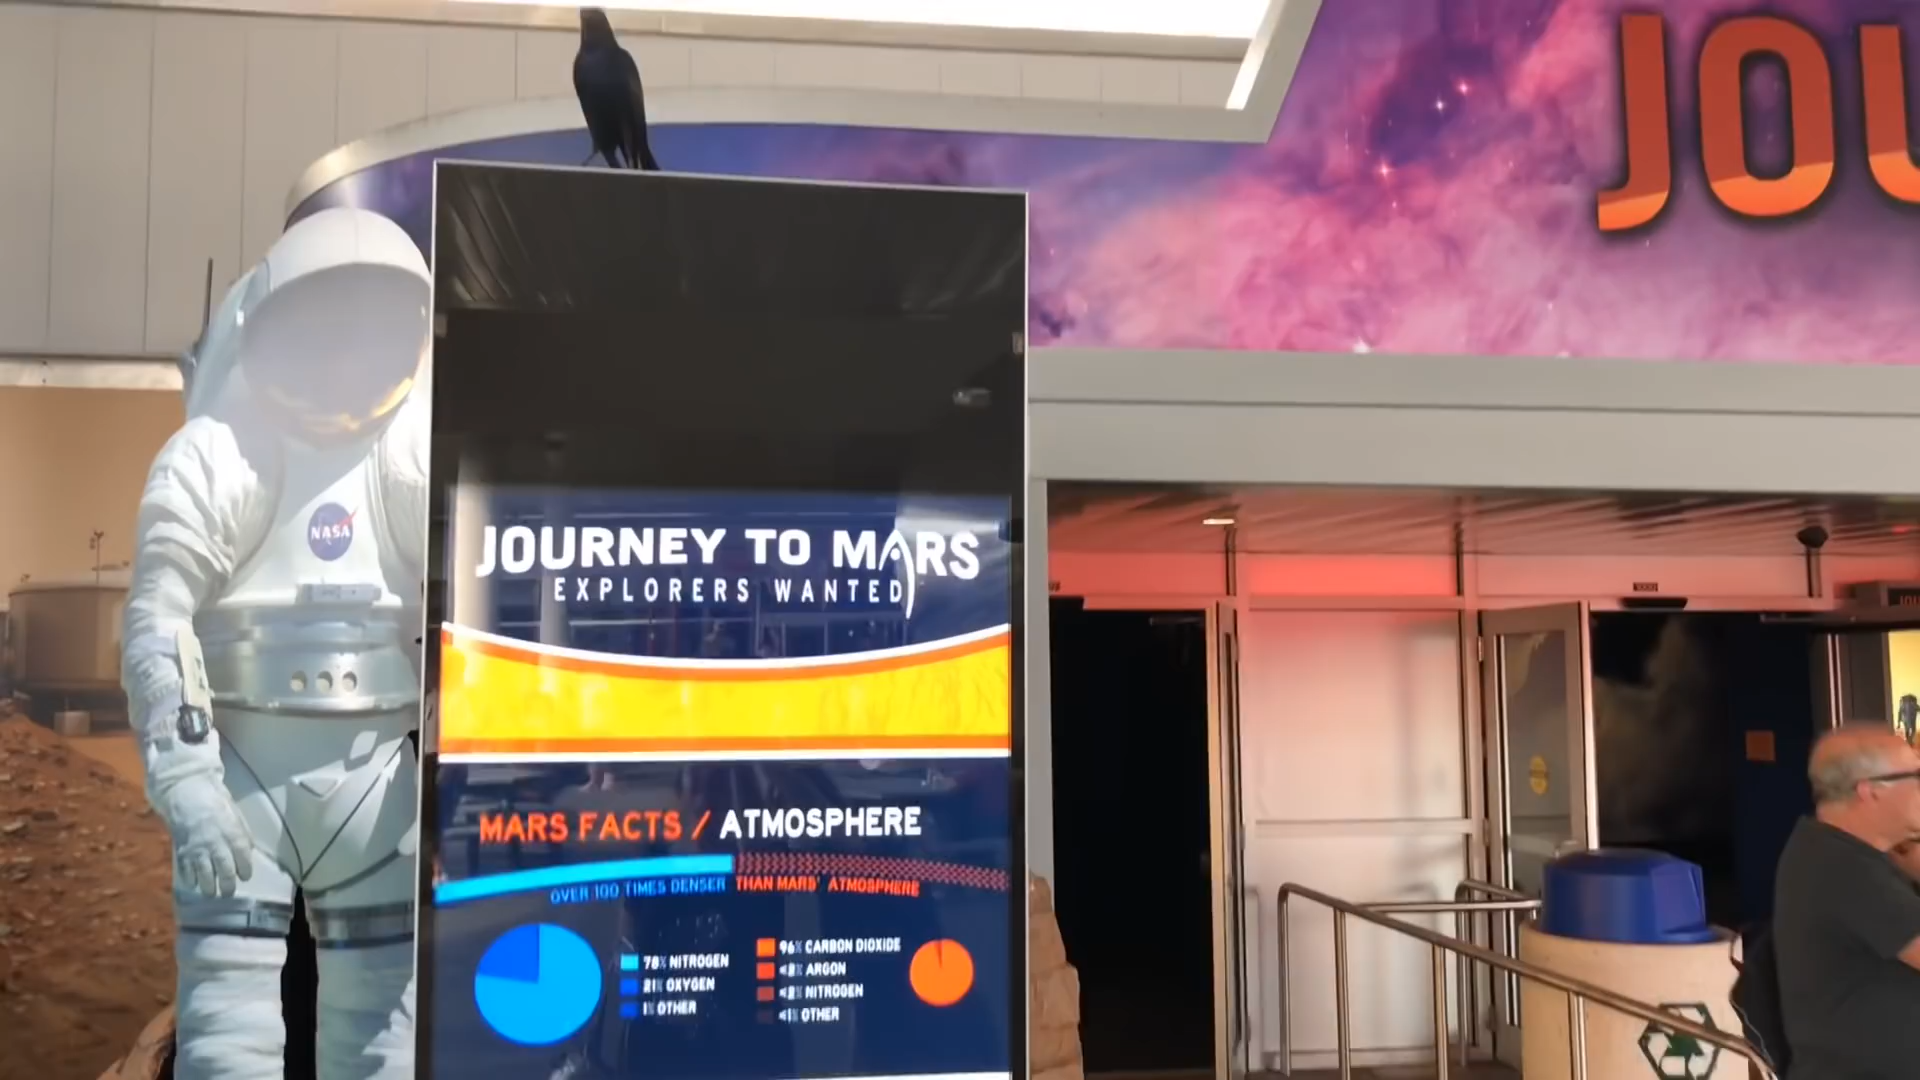 JOU
NASA
JOURNEY TO MARS
EXPLORERS WANTED
MARS FACTS / ATMOSPHERE
OVER 100 TIMES DENSER THAN MARS' ATMOSPHERE
78% NITROGEN
21% OXYGEN
1% OTHER
96% CARBON DIOXIDE
<2% ARGON
<2% NITROGEN
<1% OTHER